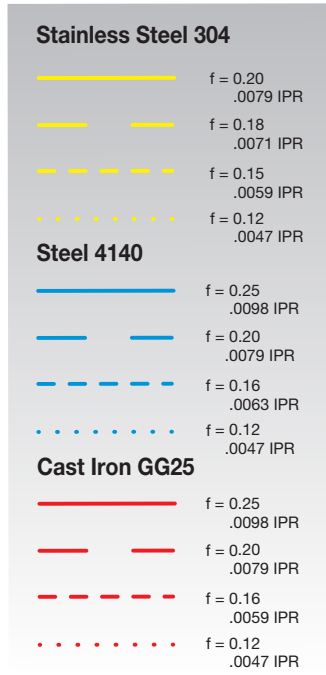 Stainless Steel 304
f = 0.20
.0079 IPR
f = 0.18
.0071 IPR
f = 0.15
.0059 IPR
f = 0.12
.0047 IPR
Steel 4140
f = 0.25
.0098 IPR
f = 0.20
.0079 IPR
f = 0.16
.0063 IPR
f = 0.12
.0047 IPR
Cast Iron GG25
f = 0.25
.0098 IPR
f = 0.20
.0079 IPR
f = 0.16
.0059 IPR
f = 0.12
.0047 IPR